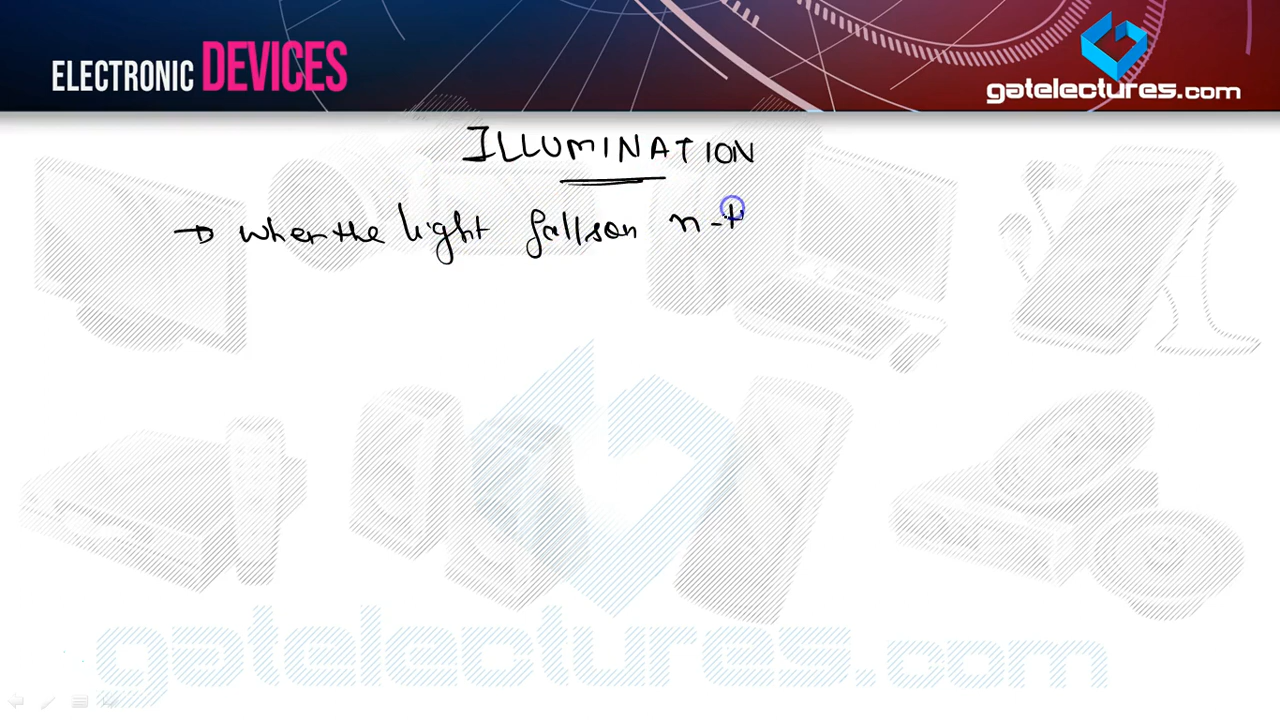 ELECTRONIC DEVICES
gatelectures.com
ILLUMINATION
→ when the light falls on n-t
gatelectures.com